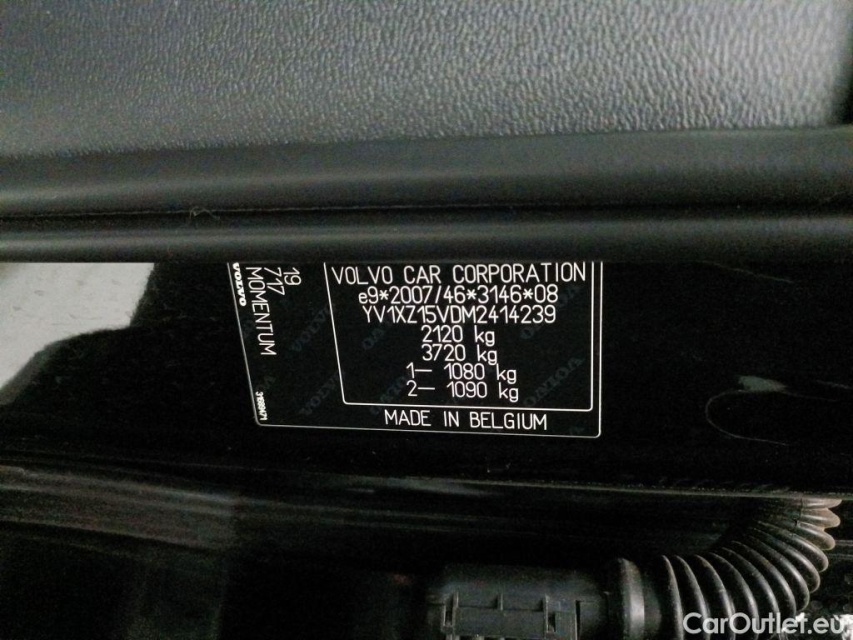 VOLVO CAR CORPORATION
e9*2007/46*3146*08
YV1XZ15VDM2414239
2120 kg
3720 kg
1– 1080 kg
2– 1090 kg
MADE IN BELGIUM
19
717
MOMENTUM
VOLVO
CarOutlet.eu